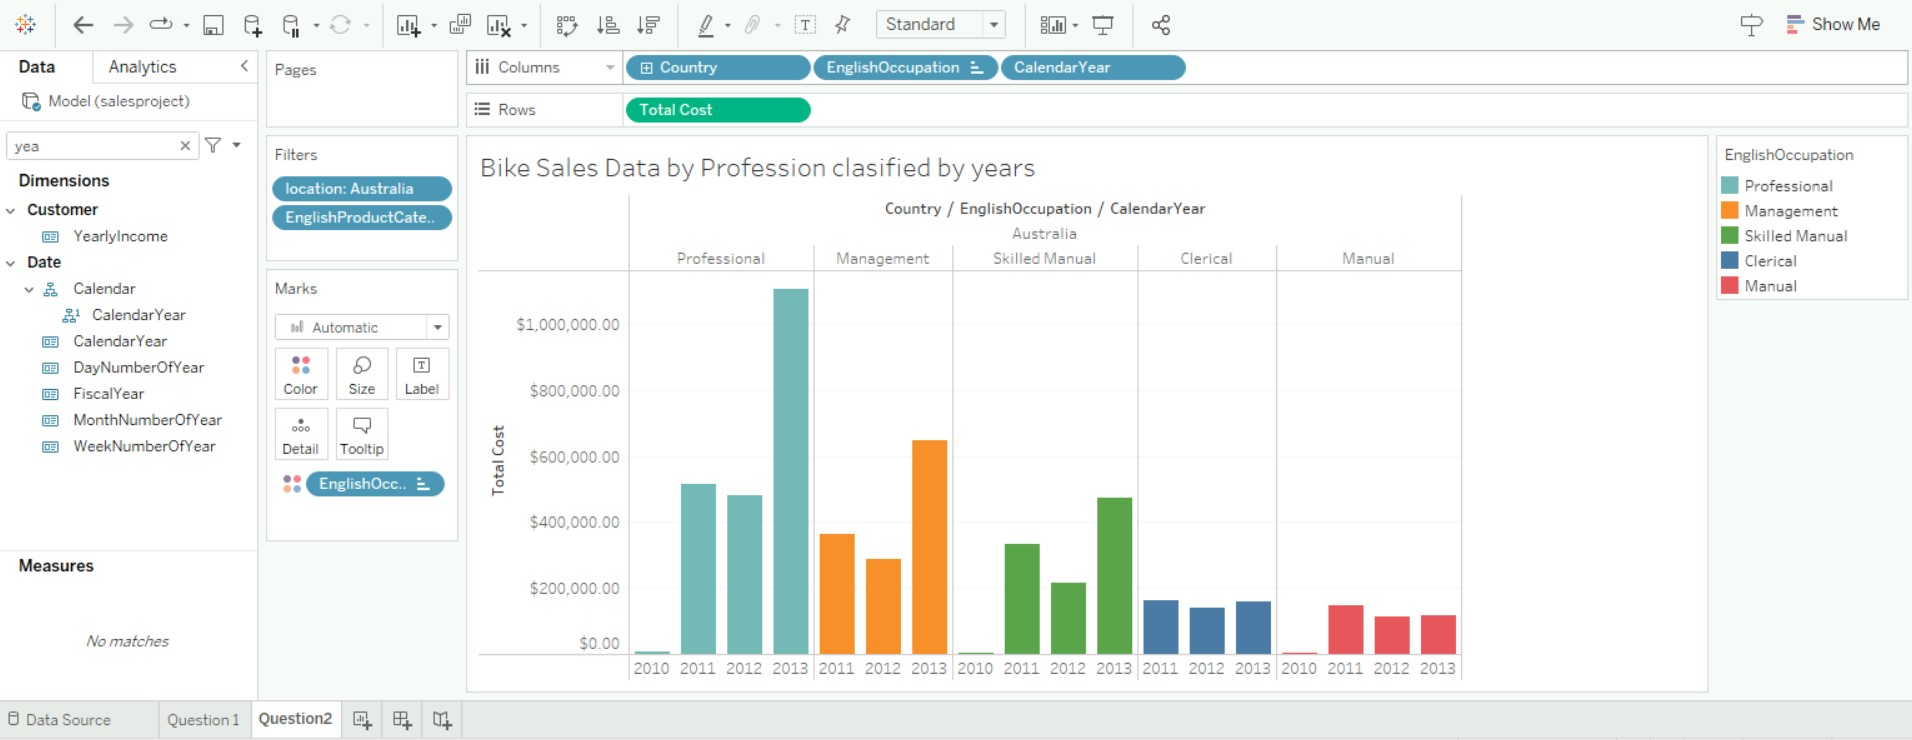 Standard
Show Me
Data
Analytics
Pages
Columns
Country
EnglishOccupation
CalendarYear
Model (salesproject)
Rows
Total Cost
yea
Dimensions
Customer
YearlyIncome
Date
Calendar
CalendarYear
CalendarYear
DayNumberOfYear
FiscalYear
MonthNumberOfYear
WeekNumberOfYear
Measures
No matches
Filters
location: Australia
EnglishProductCate..
Marks
Automatic
Color
Size
Label
Detail
Tooltip
EnglishOcc..
Bike Sales Data by Profession clasified by years
Country / EnglishOccupation / CalendarYear
Australia
Professional
Management
Skilled Manual
Clerical
Manual
Total Cost
$1,000,000.00
$800,000.00
$600,000.00
$400,000.00
$200,000.00
$0.00
2010 2011 2012 2013 2011 2012 2013 2010 2011 2012 2013 2011 2012 2013 2010 2011 2012 2013
EnglishOccupation
Professional
Management
Skilled Manual
Clerical
Manual
Data Source
Question 1
Question2